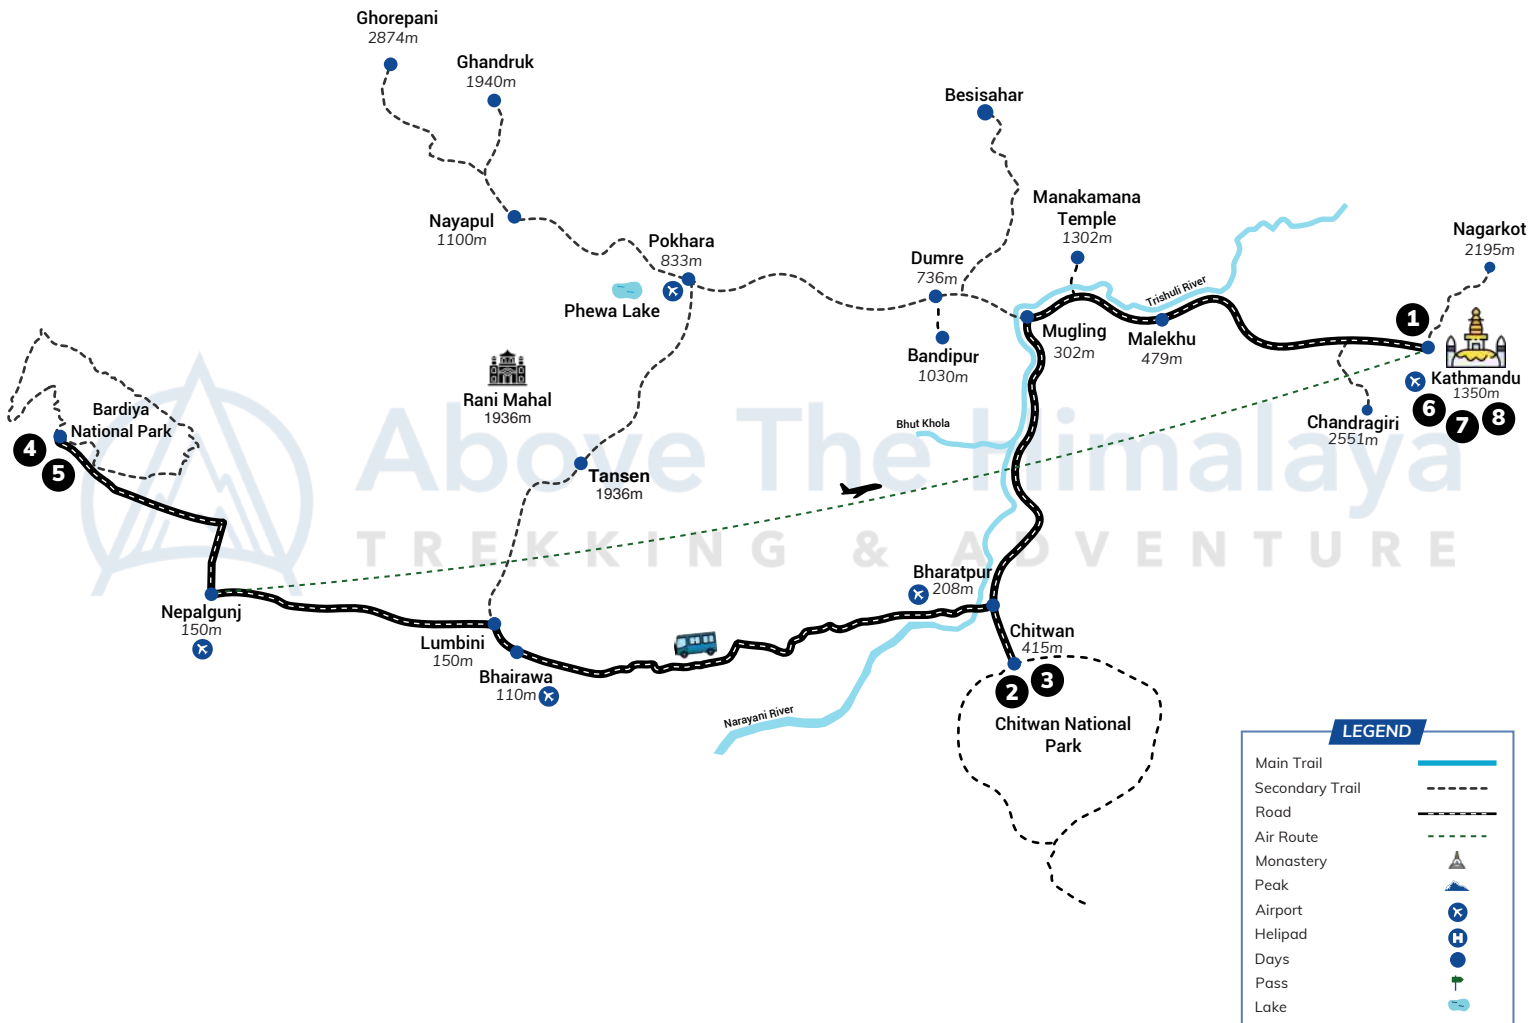 Ghorepani
2874m
Ghandruk
1940m
Besisahar
Nayapul
1100m
Pokhara
833m
Phewa Lake
Dumre
736m
Manakamana
Temple
1302m
Trishuli River
Nagarkot
2195m
1
Mugling
302m
Malekhu
479m
Bandipur
1030m
Kathmandu
1350m
6
7
8
Chandragiri
2551m
Rani Mahal
1936m
Bardiya
National Park
4
5
Bhut Khola
Tansen
1936m
Above The Himalaya
TREKKING & ADVENTURE
Nepalgunj
150m
Bharatpur
208m
Lumbini
150m
Bhairawa
110m
Chitwan
415m
2
3
Narayani River
Chitwan National
Park
LEGEND
Main Trail
Secondary Trail
Road
Air Route
Monastery
Peak
Airport
Helipad
H
Days
Pass
Lake